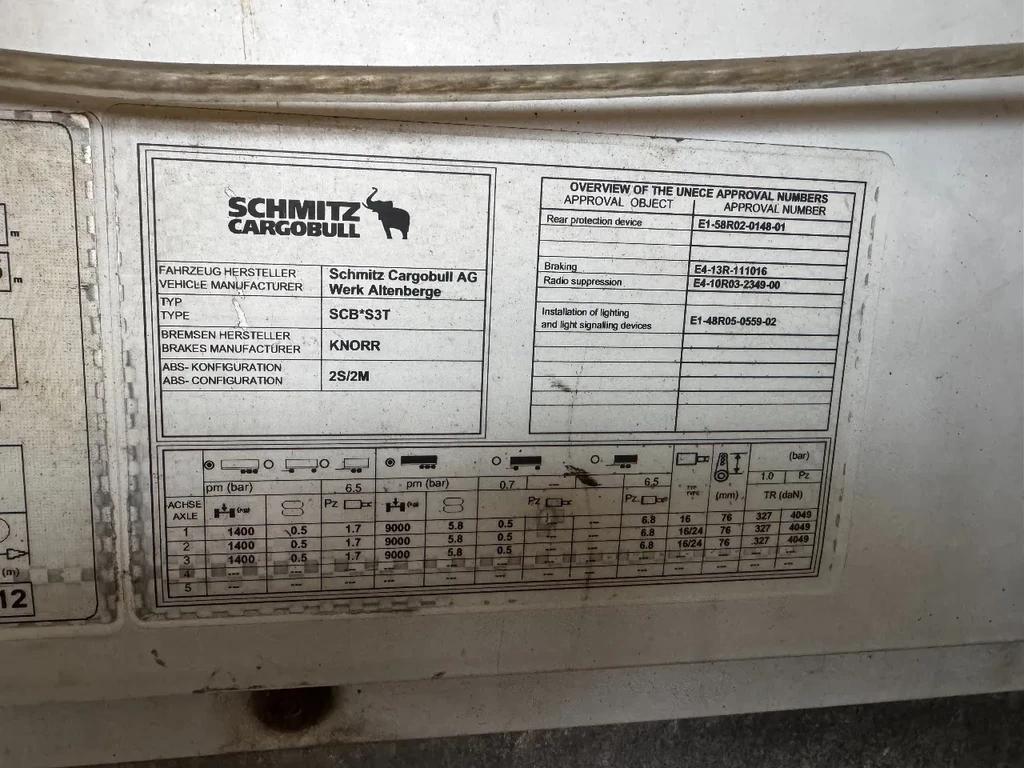 m
m
(m)
12
SCHMITZ
CARGOBULL
FAHRZEUG HERSTELLER
VEHICLE MANUFACTURER
Schmitz Cargobull AG
Werk Altenberge
TYP
TYPE
SCB*S3T
BREMSEN HERSTELLER
BRAKES MANUFACTURER
KNORR
ABS- KONFIGURATION
ABS- CONFIGURATION
2S/2M
OVERVIEW OF THE UNECE APPROVAL NUMBERS
APPROVAL OBJECT APPROVAL NUMBER
Rear protection device E1-58R02-0148-01
Braking E4-13R-111016
Radio suppression E4-10R03-2349-00
Installation of lighting
and light signalling devices E1-48R05-0559-02
(bar)
pm (bar) 6.5 pm (bar) 0.7 --- 6.5 TYP TYPE 1.0 Pz
ACHSE
AXLE (kg) Pz (kg) Pz Pz (mm) TR (daN)
1 1400 0.5 1.7 9000 5.8 0.5 --- --- 6.8 16 76 327 4049
2 1400 0.5 1.7 9000 5.8 0.5 --- --- 6.8 16/24 76 327 4049
3 1400 0.5 1.7 9000 5.8 0.5 --- --- 6.8 16/24 76 327 4049
4 --- --- --- --- --- --- --- --- --- --- --- --- ---
5 --- --- --- --- --- --- --- --- --- --- --- --- ---